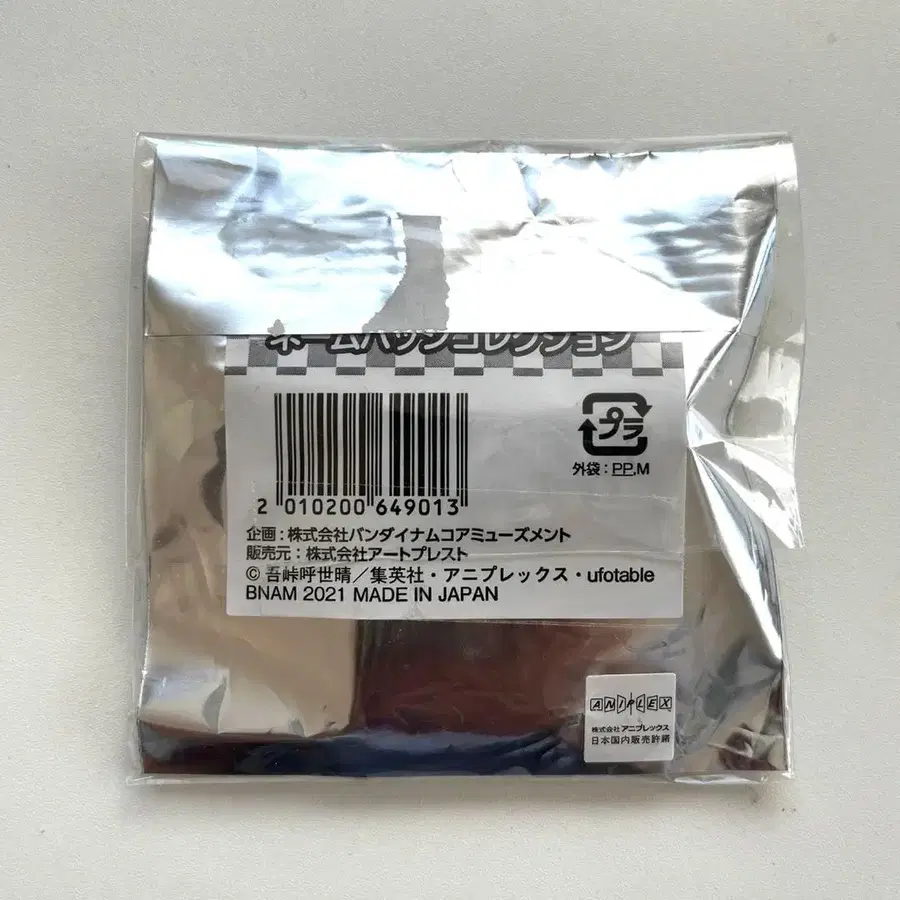 ネームバッジコレクション
2 010200 649013
プラ
外袋：PP.M
企画：株式会社バンダイナムコアミューズメント
販売元：株式会社アートプレスト
© 吾峠呼世晴／集英社・アニプレックス・ufotable
BNAM 2021 MADE IN JAPAN
ANIPLEX
株式会社 アニプレックス
日本国内販売許諾